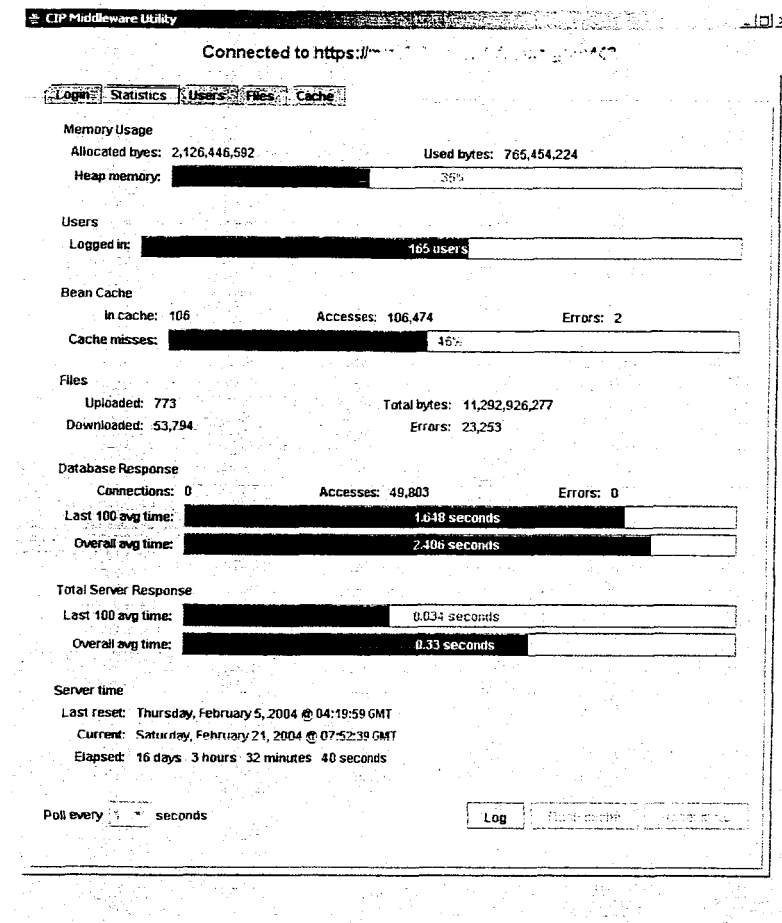 CIP Middleware Utility
Connected to https://
Login Statistics Users Files Cache
Memory Usage
Allocated byes: 2,126,446,592 Used bytes: 765,454,224
Heap memory: 35%
Users
Logged in: 165 users
Bean Cache
In cache: 106 Accesses: 106,474 Errors: 2
Cache misses: 46%
Files
Uploaded: 773 Total bytes: 11,292,926,277
Downloaded: 53,794 Errors: 23,253
Database Response
Connections: 0 Accesses: 49,803 Errors: 0
Last 100 avg time: 1.648 seconds
Overall avg time: 2.406 seconds
Total Server Response
Last 100 avg time: 0.034 seconds
Overall avg time: 0.33 seconds
Server time
Last reset: Thursday, February 5, 2004 @ 04:19:59 GMT
Current: Saturday, February 21, 2004 @ 07:52:39 GMT
Elapsed: 16 days 3 hours 32 minutes 40 seconds
Poll every seconds
Log